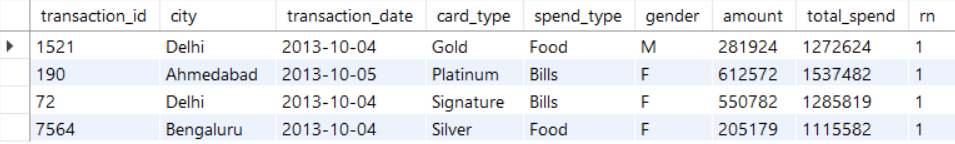 transaction_id city transaction_date card_type spend_type gender amount total_spend rn
1521 Delhi 2013-10-04 Gold Food M 281924 1272624 1
190 Ahmedabad 2013-10-05 Platinum Bills F 612572 1537482 1
72 Delhi 2013-10-04 Signature Bills F 550782 1285819 1
7564 Bengaluru 2013-10-04 Silver Food F 205179 1115582 1